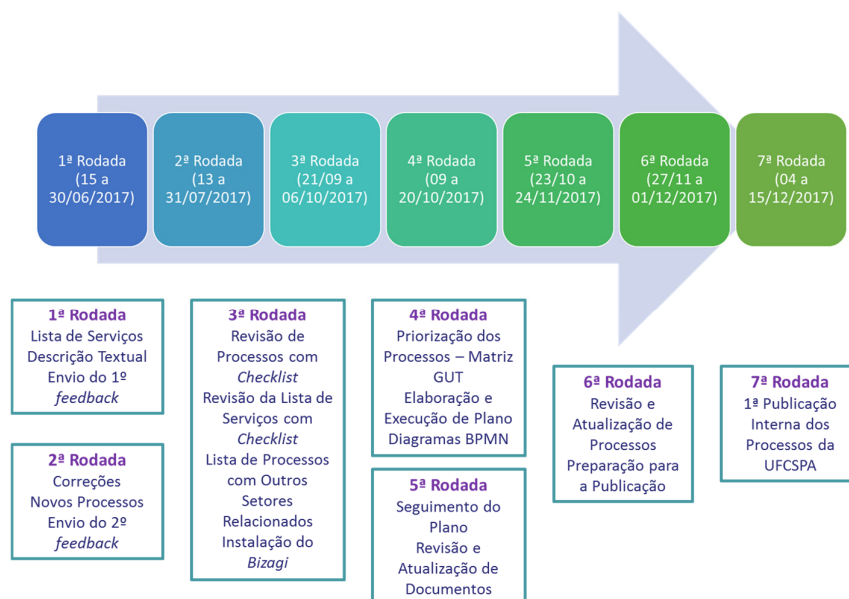 1ª Rodada
(15 a
30/06/2017)
2ª Rodada
(13 a
31/07/2017)
3ª Rodada
(21/09 a
06/10/2017)
4ª Rodada
(09 a
20/10/2017)
5ª Rodada
(23/10 a
24/11/2017)
6ª Rodada
(27/11 a
01/12/2017)
7ª Rodada
(04 a
15/12/2017)
1ª Rodada
Lista de Serviços
Descrição Textual
Envio do 1º
feedback
2ª Rodada
Correções
Novos Processos
Envio do 2º
feedback
3ª Rodada
Revisão de
Processos com
Checklist
Revisão da Lista de
Serviços com
Checklist
Lista de Processos
com Outros
Setores
Relacionados
Instalação do
Bizagi
4ª Rodada
Priorização dos
Processos – Matriz
GUT
Elaboração e
Execução de Plano
Diagramas BPMN
5ª Rodada
Seguimento do
Plano
Revisão e
Atualização de
Documentos
6ª Rodada
Revisão e
Atualização de
Processos
Preparação para
a Publicação
7ª Rodada
1ª Publicação
Interna dos
Processos da
UFCSPA